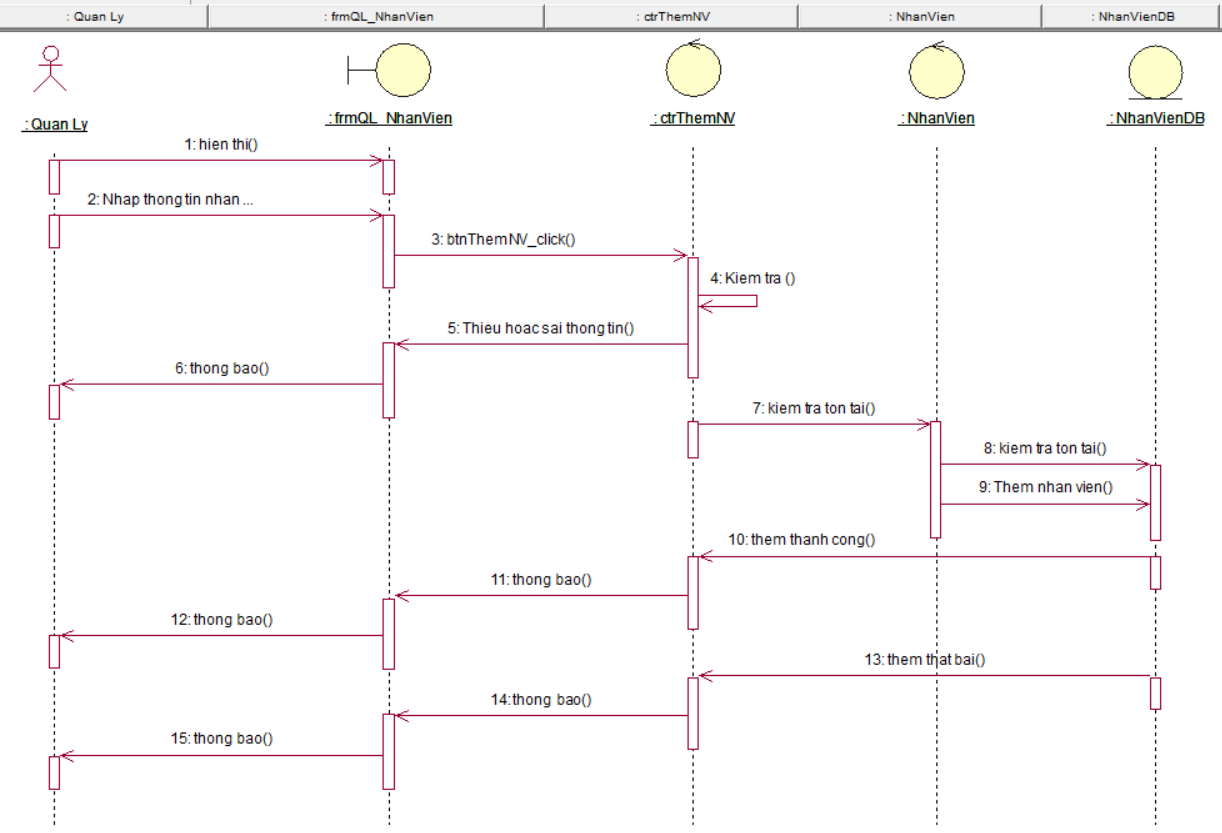 : Quan Ly
: frmQL_NhanVien
: ctrThemNV
: NhanVien
: NhanVienDB
: Quan Ly
: frmQL_NhanVien
: ctrThemNV
: NhanVien
: NhanVienDB
1: hien thi()
2: Nhap thong tin nhan ...
3: btnThemNV_click()
4: Kiem tra ()
5: Thieu hoac sai thong tin()
6: thong bao()
7: kiem tra ton tai()
8: kiem tra ton tai()
9: Them nhan vien()
10: them thanh cong()
11: thong bao()
12: thong bao()
13: them that bai()
14: thong bao()
15: thong bao()